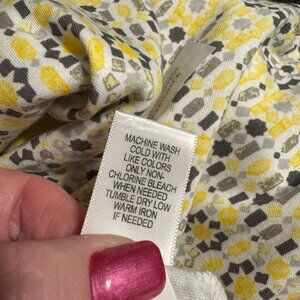 MACHINE WASH
COLD WITH
LIKE COLORS
ONLY NON-
CHLORINE BLEACH
WHEN NEEDED
TUMBLE DRY LOW
WARM IRON
IF NEEDED